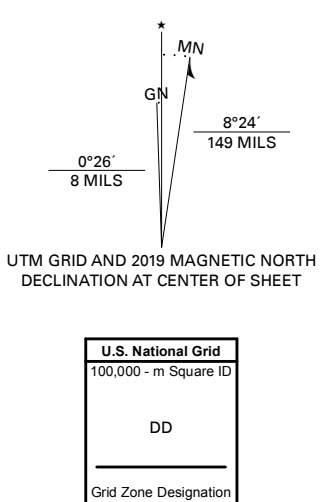 ★
MN
GN
8°24´
149 MILS
0°26´
8 MILS
UTM GRID AND 2019 MAGNETIC NORTH
DECLINATION AT CENTER OF SHEET
U.S. National Grid
100,000 - m Square ID
DD
Grid Zone Designation